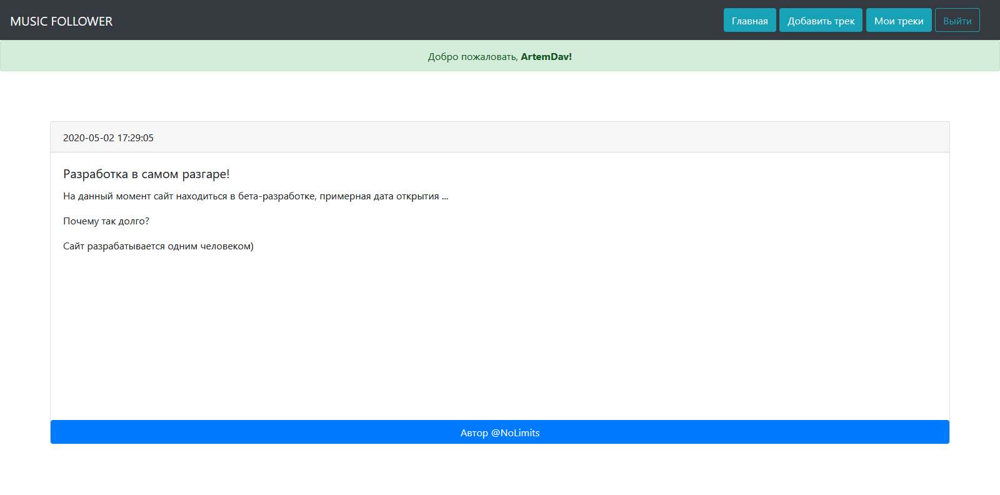 MUSIC FOLLOWER
Главная
Добавить трек
Мои треки
Выйти
Добро пожаловать, ArtemDav!
2020-05-02 17:29:05
Разработка в самом разгаре!
На данный момент сайт находиться в бета-разработке, примерная дата открытия ...
Почему так долго?
Сайт разрабатывается одним человеком)
Автор @NoLimits